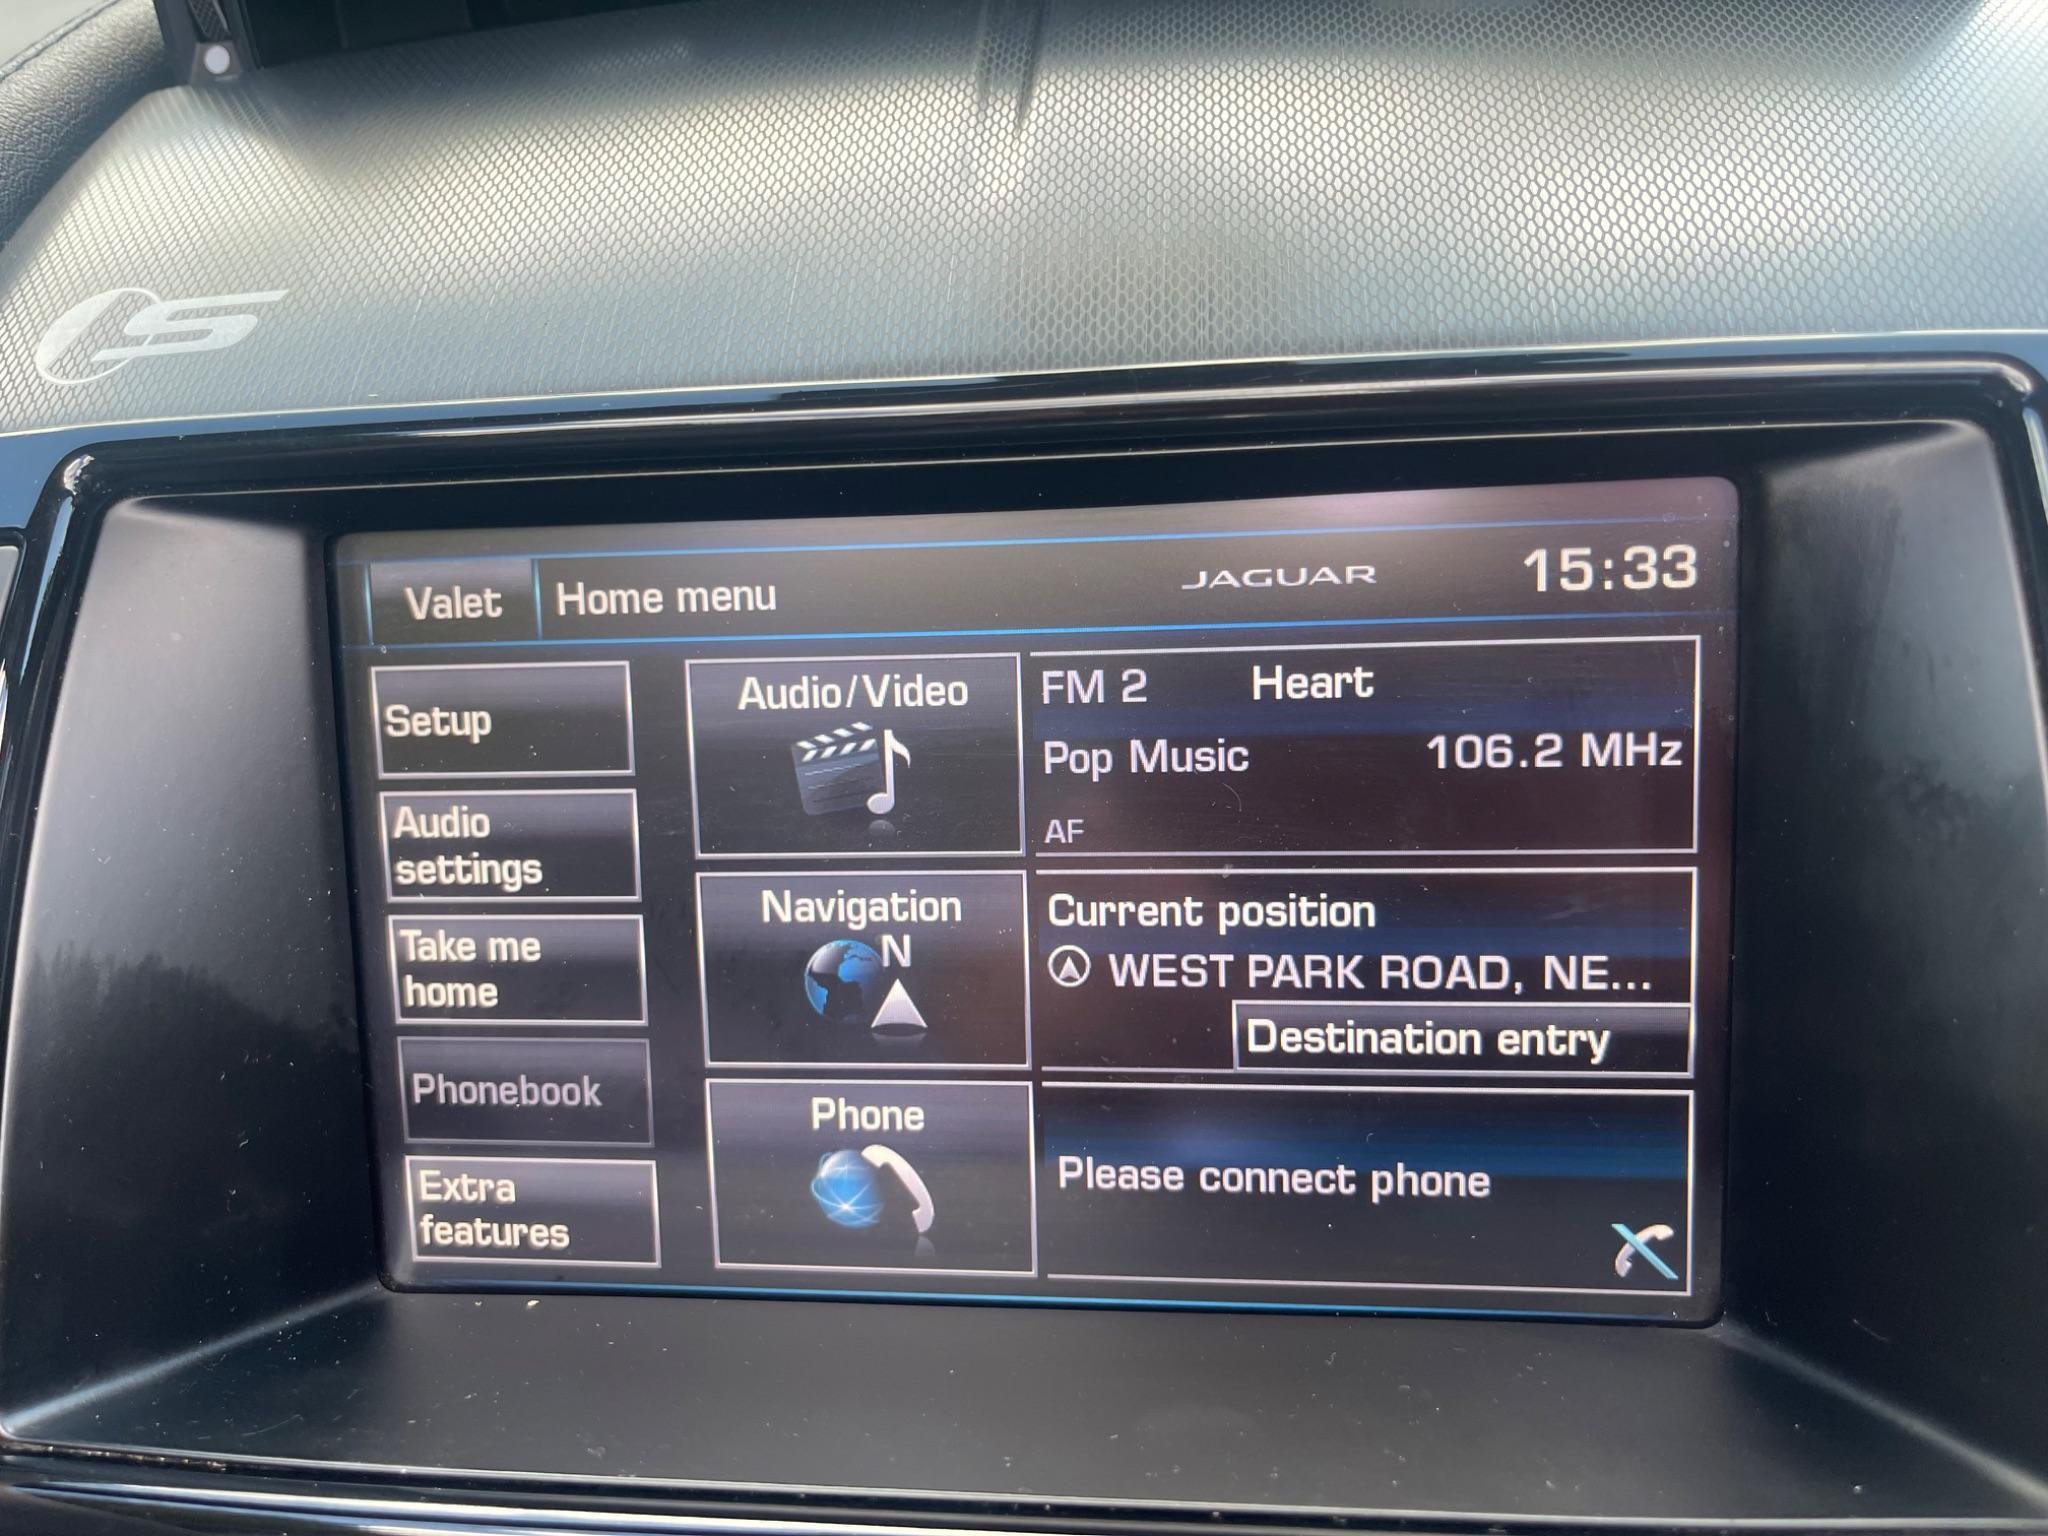 S
Valet
Home menu
JAGUAR
15:33
Setup
Audio
settings
Take me
home
Phonebook
Extra
features
Audio/Video
Navigation
N
Phone
FM 2 Heart
Pop Music 106.2 MHz
AF
Current position
WEST PARK ROAD, NE...
Destination entry
Please connect phone